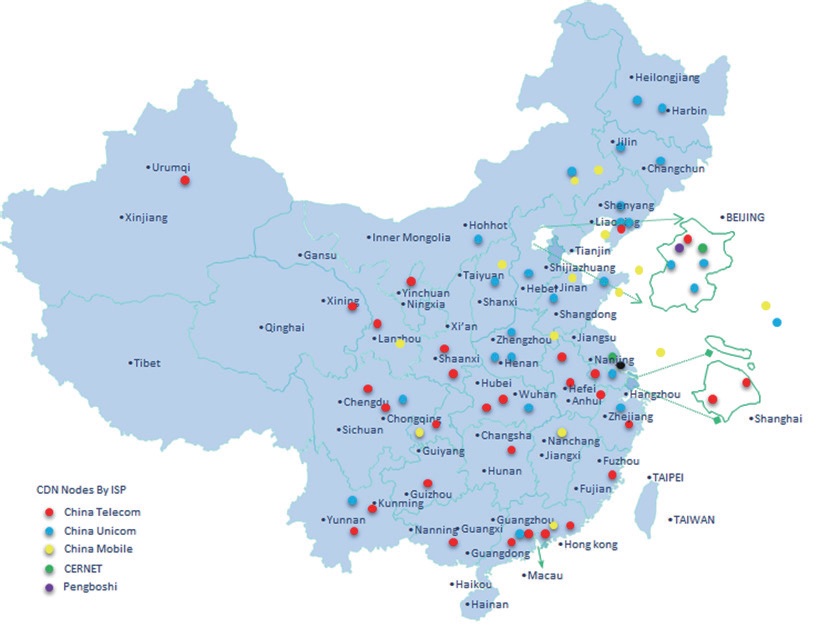 Heilongjiang
Harbin
Jilin
Changchun
Urumqi
Shenyang
Liaoning
BEIJING
Xinjiang
Hohhot
Inner Mongolia
Tianjin
Gansu
Shijiazhuang
Taiyuan
Hebei
Jinan
Yinchuan
Ningxia
Xining
Shanxi
Shangdong
Qinghai
Xi'an
Lanzhou
Zhengzhou
Jiangsu
Tibet
Shaanxi
Henan
Nanjing
Hubei
Hefei
Wuhan
Anhui
Hangzhou
Chengdu
Chongqing
Zhejiang
Shanghai
Sichuan
Changsha
Nanchang
Guiyang
Jiangxi
Hunan
Fuzhou
TAIPEI
Guizhou
Fujian
Kunming
Yunnan
Guangzhou
TAIWAN
Nanning
Guangxi
Hong kong
Guangdong
Macau
Haikou
Hainan
CDN Nodes By ISP
China Telecom
China Unicom
China Mobile
CERNET
Pengboshi